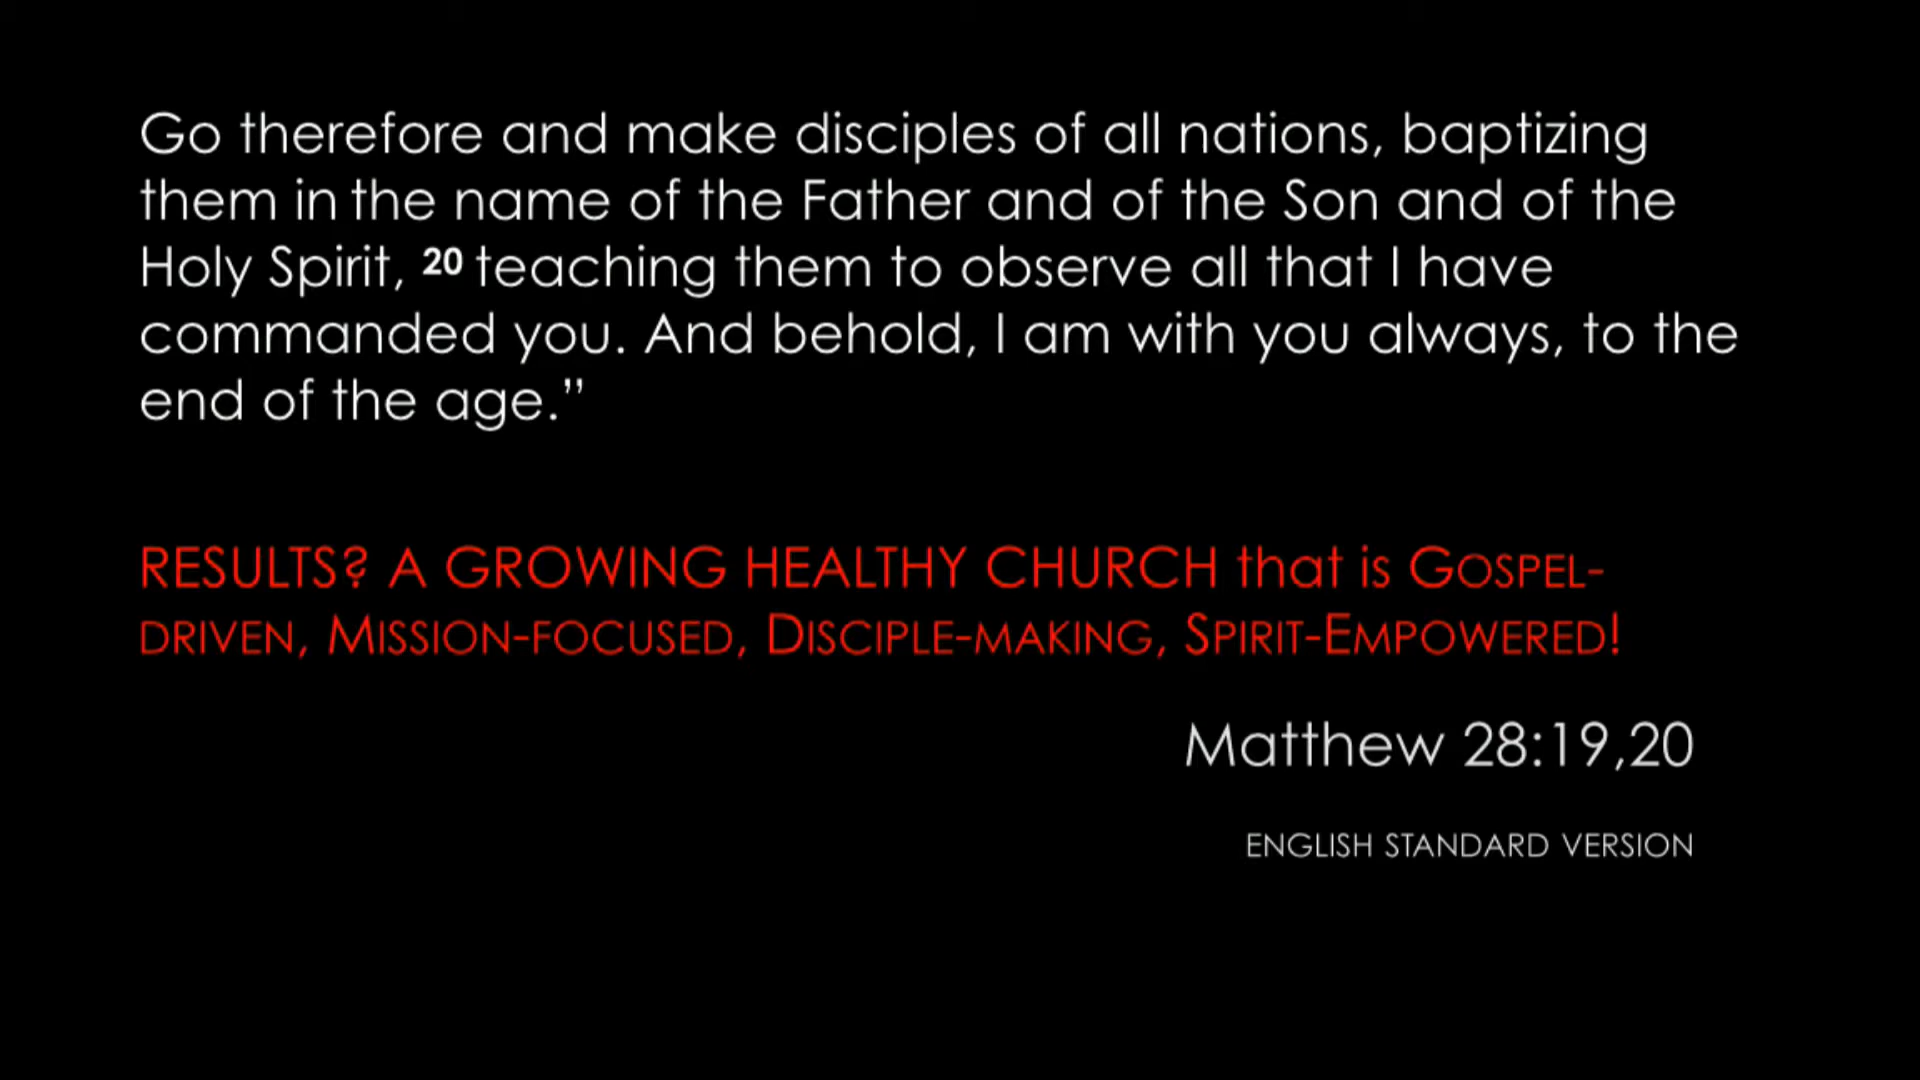 Go therefore and make disciples of all nations, baptizing
them in the name of the Father and of the Son and of the
Holy Spirit, 20 teaching them to observe all that I have
commanded you. And behold, I am with you always, to the
end of the age.”
RESULTS? A GROWING HEALTHY CHURCH that is GOSPEL-
DRIVEN, MISSION-FOCUSED, DISCIPLE-MAKING, SPIRIT-EMPOWERED!
Matthew 28:19,20
ENGLISH STANDARD VERSION